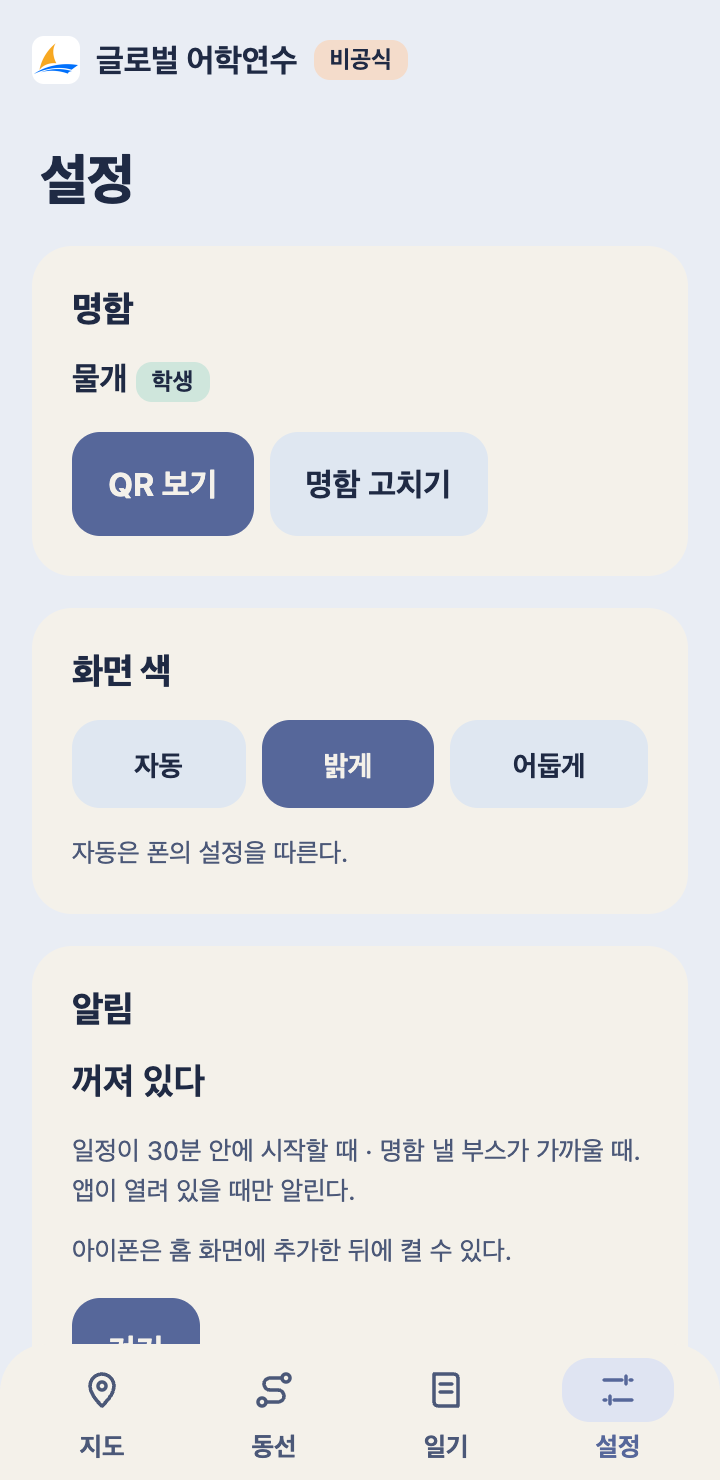 글로벌 어학연수 비공식
설정
명함
물개 학생
QR 보기 명함 고치기
화면 색
자동 밝게 어둡게
자동은 폰의 설정을 따른다.
알림
꺼져 있다
일정이 30분 안에 시작할 때 · 명함 낼 부스가 가까울 때.
앱이 열려 있을 때만 알린다.
아이폰은 홈 화면에 추가한 뒤에 켤 수 있다.
지도 동선 일기 설정